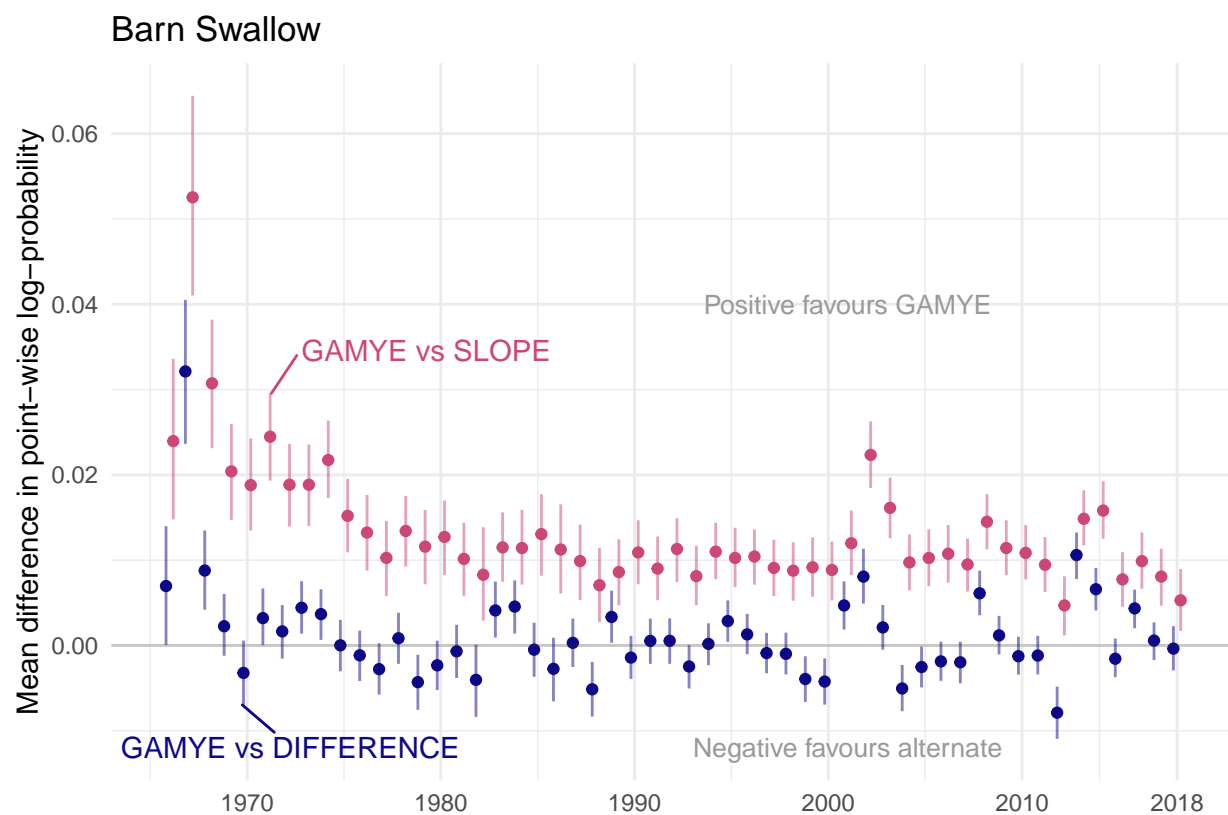 Barn Swallow
Mean difference in point−wise log−probability
0.06
0.04
0.02
0.00
Positive favours GAMYE
GAMYE vs SLOPE
GAMYE vs DIFFERENCE
Negative favours alternate
1970
1980
1990
2000
2010
2018